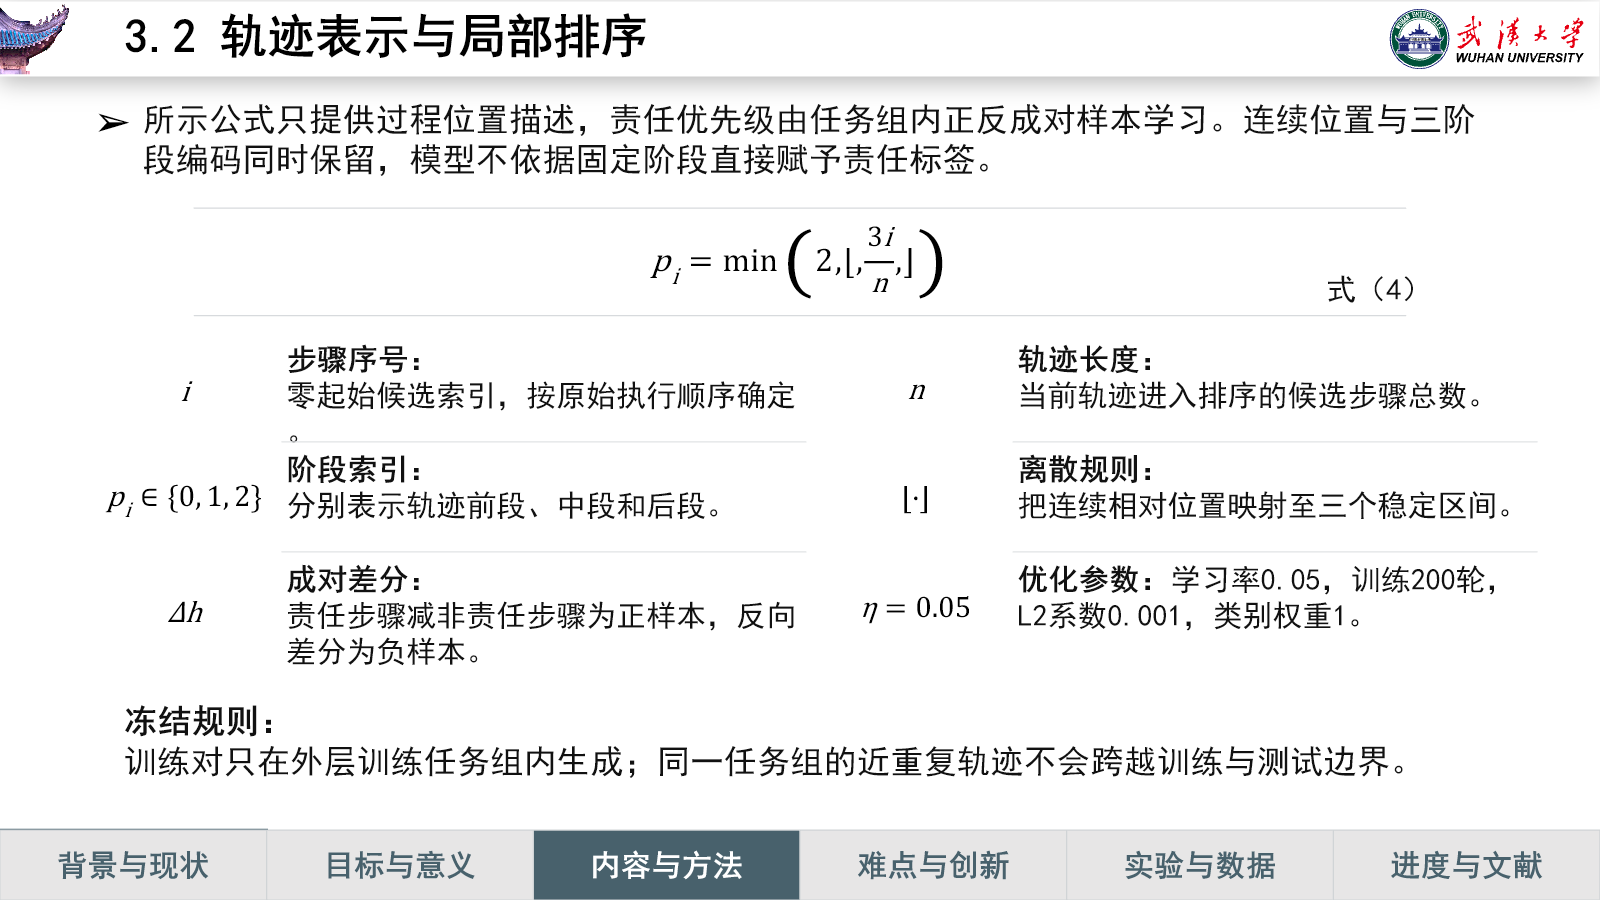 3.2 轨迹表示与局部排序
武汉大学
WUHAN UNIVERSITY
➢ 所示公式只提供过程位置描述，责任优先级由任务组内正反成对样本学习。连续位置与三阶
段编码同时保留，模型不依据固定阶段直接赋予责任标签。
p_i = min(2,⌊,3i/n,⌋)
式（4）
i
步骤序号：
零起始候选索引，按原始执行顺序确定
。
n
轨迹长度：
当前轨迹进入排序的候选步骤总数。
p_i ∈ {0, 1, 2}
阶段索引：
分别表示轨迹前段、中段和后段。
⌊·⌋
离散规则：
把连续相对位置映射至三个稳定区间。
Δh
成对差分：
责任步骤减非责任步骤为正样本，反向
差分为负样本。
η = 0.05
优化参数：学习率0.05，训练200轮，
L2系数0.001，类别权重1。
冻结规则：
训练对只在外层训练任务组内生成；同一任务组的近重复轨迹不会跨越训练与测试边界。
背景与现状
目标与意义
内容与方法
难点与创新
实验与数据
进度与文献